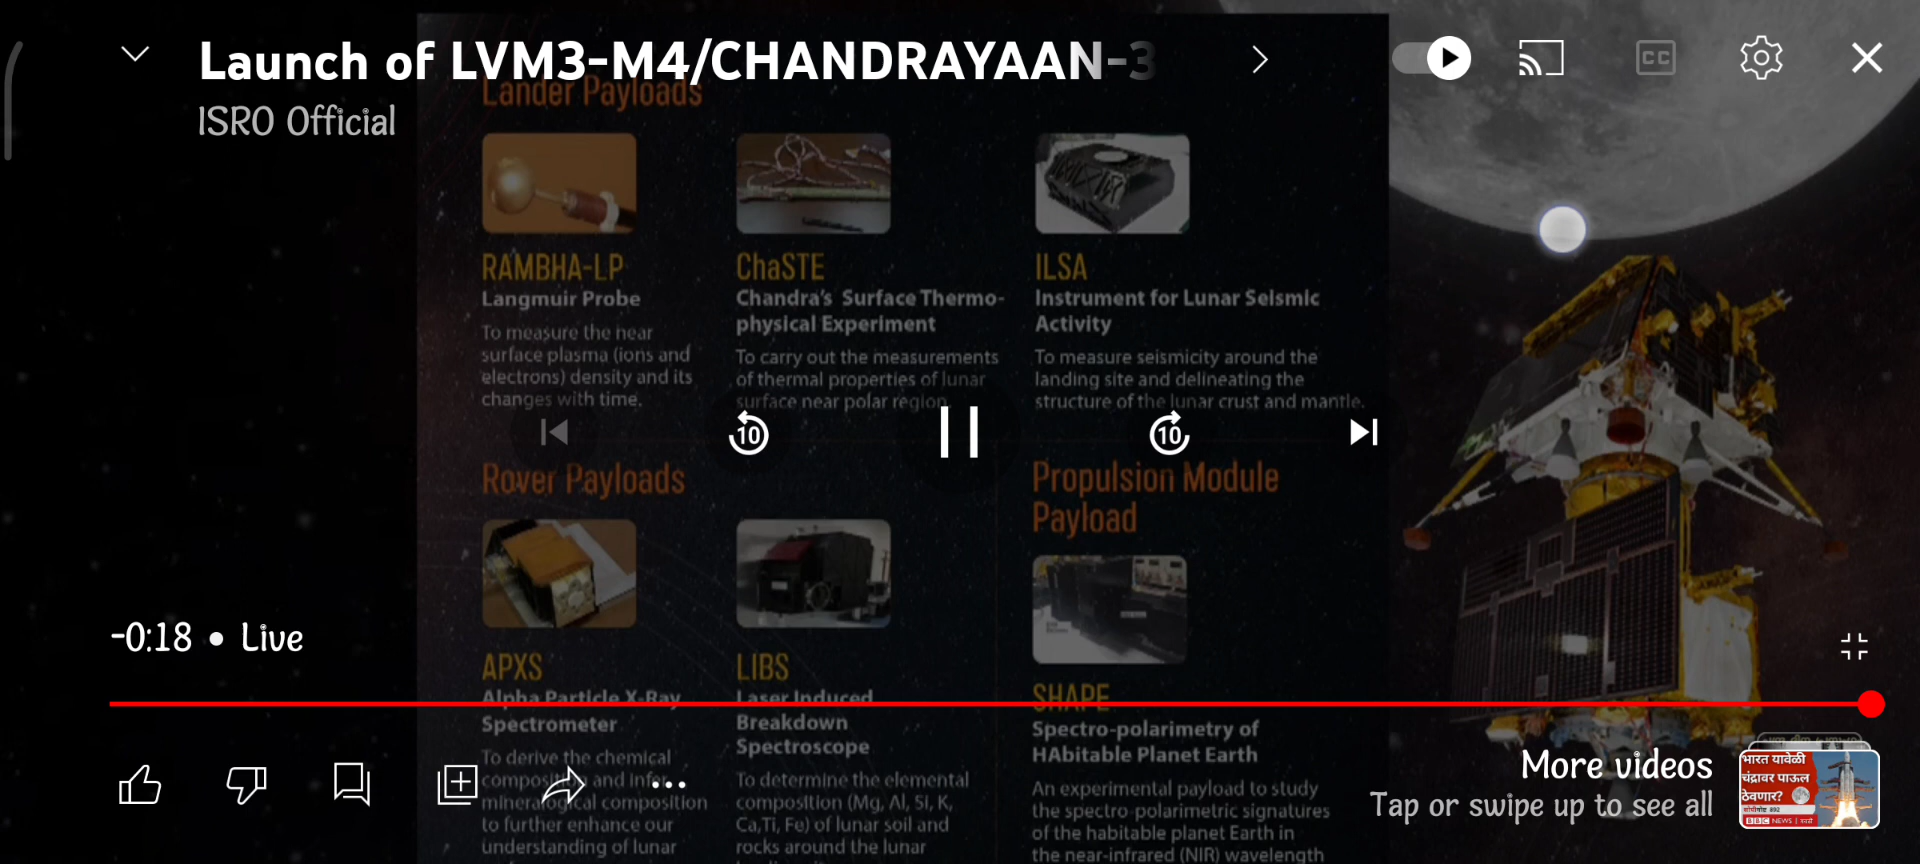 Launch of LVM3-M4/CHANDRAYAAN-3
ISRO Official
CC
Lander Payloads
RAMBHA-LP
Langmuir Probe
To measure the near
surface plasma (ions and
electrons) density and its
changes with time.
ChaSTE
Chandra's Surface Thermo-
physical Experiment
To carry out the measurements
of thermal properties of lunar
surface near polar region
ILSA
Instrument for Lunar Seismic
Activity
To measure seismicity around the
landing site and delineating the
structure of the lunar crust and mantle.
10
10
Rover Payloads
APXS
Alpha Particle X-Ray
Spectrometer
To derive the chemical
composition and infer
mineralogical composition
to further enhance our
understanding of lunar
LIBS
Laser Induced
Breakdown
Spectroscope
To determine the elemental
composition (Mg, Al, Si, K,
Ca,Ti, Fe) of lunar soil and
rocks around the lunar
Propulsion Module
Payload
SHAPE
Spectro-polarimetry of
HAbitable Planet Earth
An experimental payload to study
the spectro-polarimetric signatures
of the habitable planet Earth in
the near-infrared (NIR) wavelength
-0:18 • Live
More videos
Tap or swipe up to see all
भारत यावेळी
चंद्रावर पाऊल
ठेवणार?
BBC NEWS